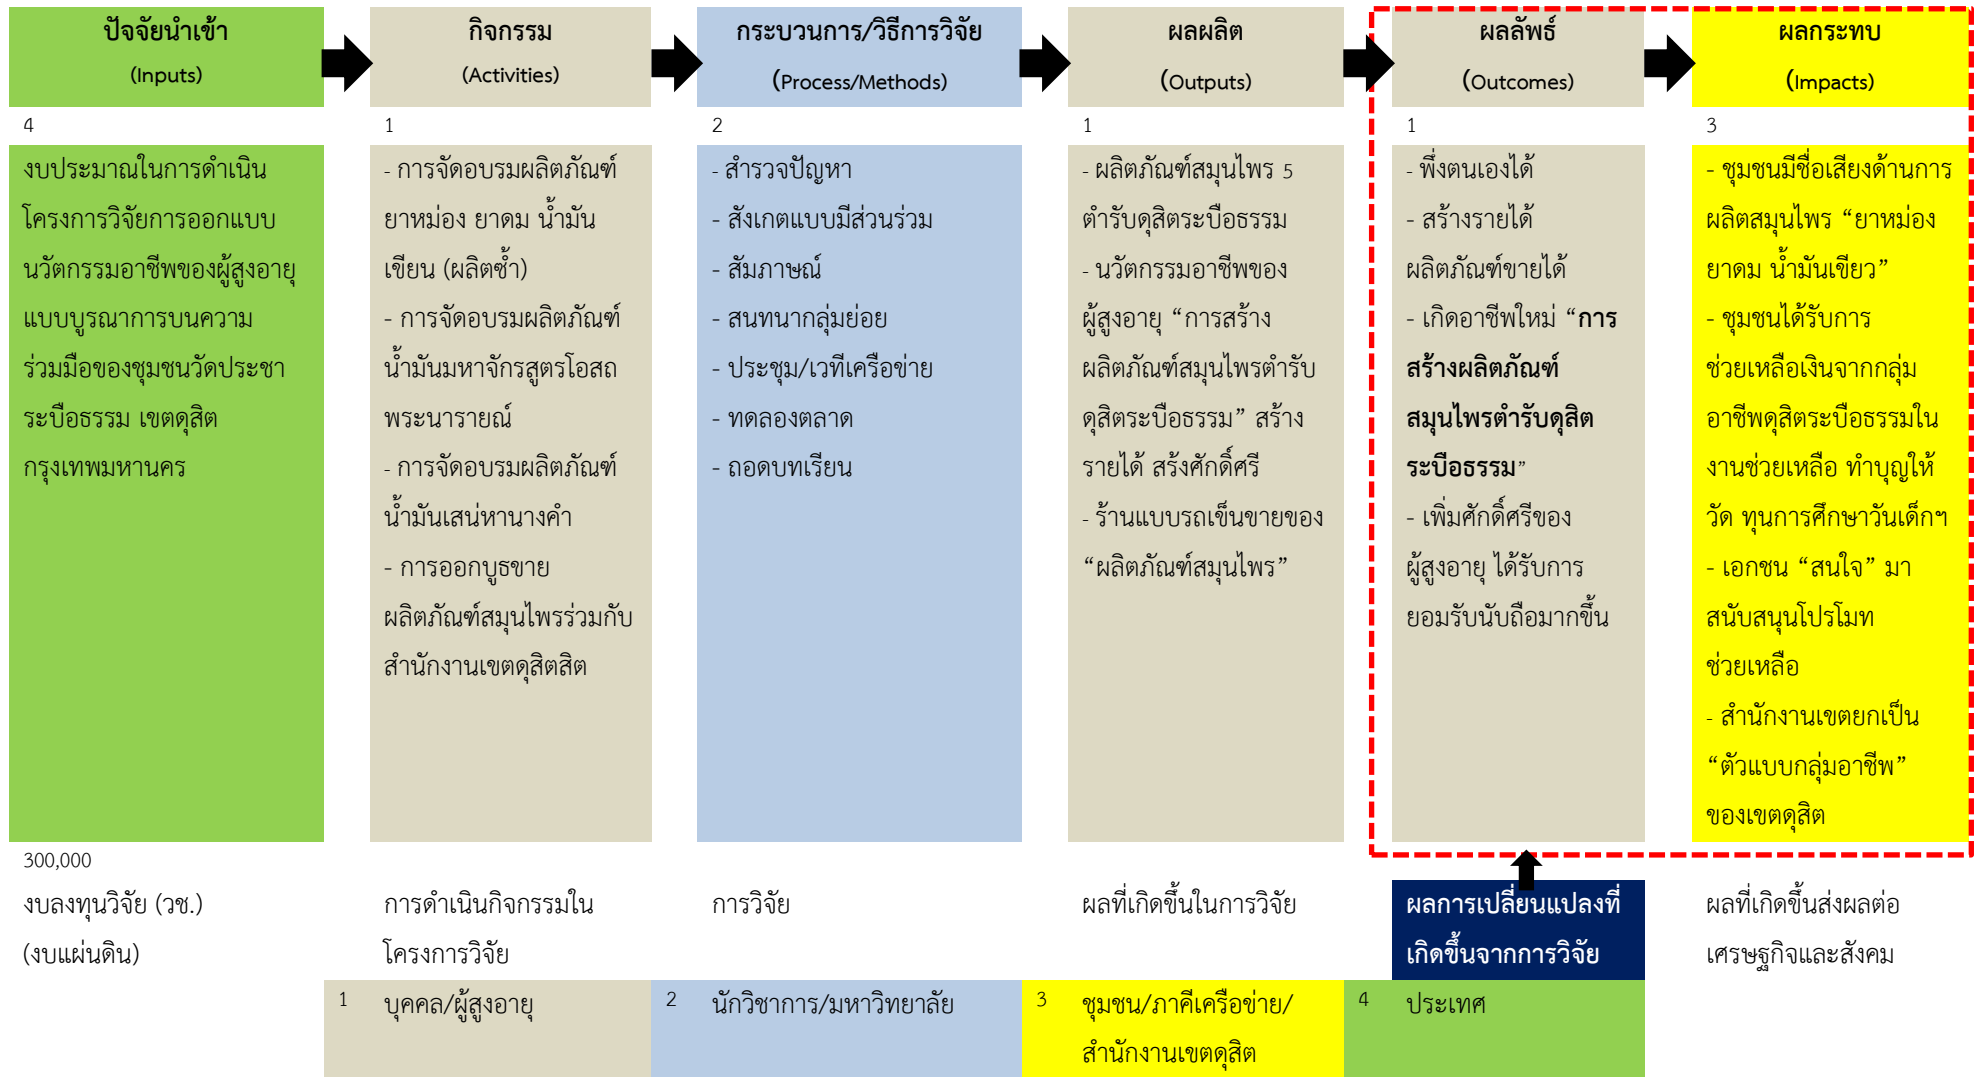 ปัจจัยนำเข้า
(Inputs)
กิจกรรม
(Activities)
กระบวนการ/วิธีการวิจัย
(Process/Methods)
ผลผลิต
(Outputs)
ผลลัพธ์
(Outcomes)
ผลกระทบ
(Impacts)
4
งบประมาณในการดำเนิน
โครงการวิจัยการออกแบบ
นวัตกรรมอาชีพของผู้สูงอายุ
แบบบูรณาการบนความ
ร่วมมือของชุมชนวัดประชา
ระบือธรรม เขตดุสิต
กรุงเทพมหานคร
1
- การจัดอบรมผลิตภัณฑ์
ยาหม่อง ยาดม น้ำมัน
เขียน (ผลิตซ้ำ)
- การจัดอบรมผลิตภัณฑ์
น้ำมันมหาจักรสูตรโอสถ
พระนารายณ์
- การจัดอบรมผลิตภัณฑ์
น้ำมันเสน่หานางคำ
- การออกบูธขาย
ผลิตภัณฑ์สมุนไพรร่วมกับ
สำนักงานเขตดุสิตสิต
2
- สำรวจปัญหา
- สังเกตแบบมีส่วนร่วม
- สัมภาษณ์
- สนทนากลุ่มย่อย
- ประชุม/เวทีเครือข่าย
- ทดลองตลาด
- ถอดบทเรียน
1
- ผลิตภัณฑ์สมุนไพร 5
ตำรับดุสิตระบือธรรม
- นวัตกรรมอาชีพของ
ผู้สูงอายุ “การสร้าง
ผลิตภัณฑ์สมุนไพรตำรับ
ดุสิตระบือธรรม” สร้าง
รายได้ สร้งศักดิ์ศรี
- ร้านแบบรถเข็นขายของ
“ผลิตภัณฑ์สมุนไพร”
1
- พึ่งตนเองได้
- สร้างรายได้
ผลิตภัณฑ์ขายได้
- เกิดอาชีพใหม่ “การ
สร้างผลิตภัณฑ์
สมุนไพรตำรับดุสิต
ระบือธรรม”
- เพิ่มศักดิ์ศรีของ
ผู้สูงอายุ ได้รับการ
ยอมรับนับถือมากขึ้น
3
- ชุมชนมีชื่อเสียงด้านการ
ผลิตสมุนไพร “ยาหม่อง
ยาดม น้ำมันเขียว”
- ชุมชนได้รับการ
ช่วยเหลือเงินจากกลุ่ม
อาชีพดุสิตระบือธรรมใน
งานช่วยเหลือ ทำบุญให้
วัด ทุนการศึกษาวันเด็กฯ
- เอกชน “สนใจ” มา
สนับสนุนโปรโมท
ช่วยเหลือ
- สำนักงานเขตยกเป็น
“ตัวแบบกลุ่มอาชีพ”
ของเขตดุสิต
300,000
งบลงทุนวิจัย (วช.)
(งบแผ่นดิน)
การดำเนินกิจกรรมใน
โครงการวิจัย
การวิจัย
ผลที่เกิดขึ้นในการวิจัย
ผลการเปลี่ยนแปลงที่
เกิดขึ้นจากการวิจัย
ผลที่เกิดขึ้นส่งผลต่อ
เศรษฐกิจและสังคม
1 บุคคล/ผู้สูงอายุ
2 นักวิชาการ/มหาวิทยาลัย
3 ชุมชน/ภาคีเครือข่าย/
สำนักงานเขตดุสิต
4 ประเทศ